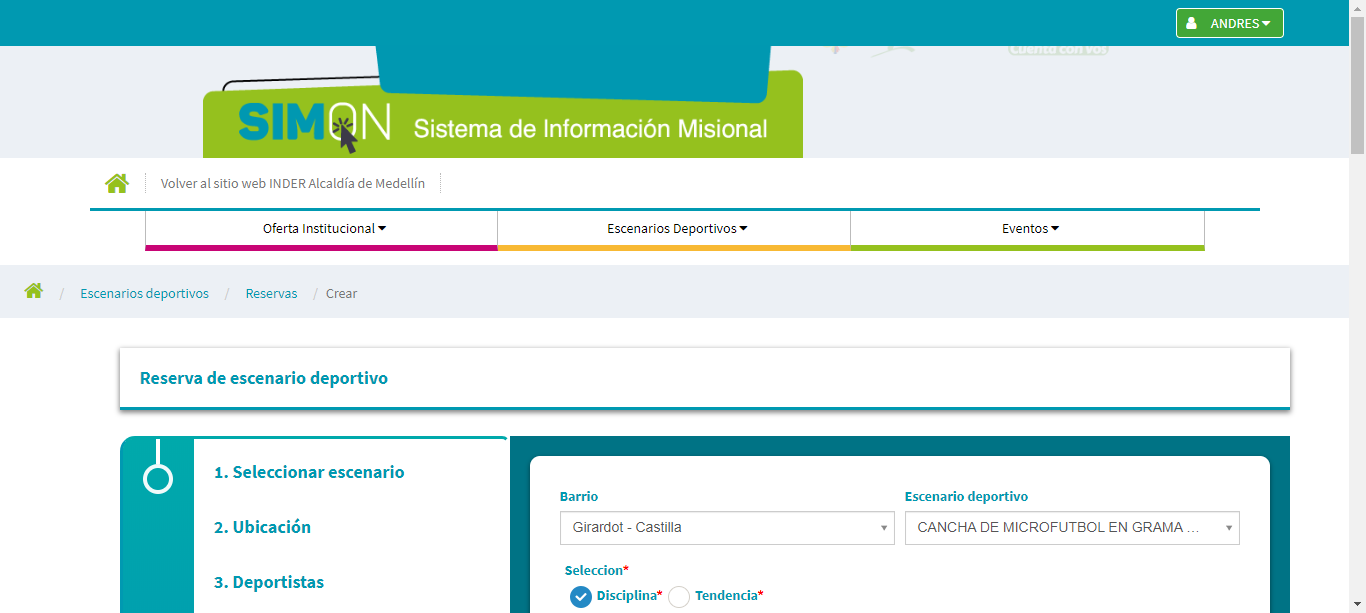 ANDRES
Cuenta con vos
SIMON Sistema de Información Misional
Volver al sitio web INDER Alcaldía de Medellín
Oferta Institucional Escenarios Deportivos Eventos
/ Escenarios deportivos / Reservas / Crear
Reserva de escenario deportivo
1. Seleccionar escenario
2. Ubicación
3. Deportistas
Barrio Escenario deportivo
Girardot - Castilla CANCHA DE MICROFUTBOL EN GRAMA ...
Seleccion*
Disciplina* Tendencia*